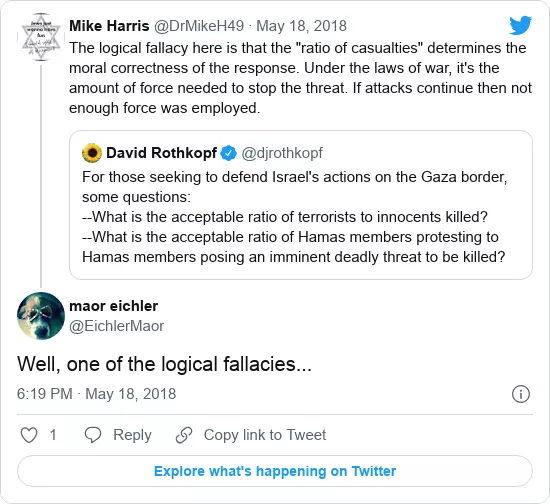 Mike Harris @DrMikeH49 · May 18, 2018
The logical fallacy here is that the "ratio of casualties" determines the
moral correctness of the response. Under the laws of war, it's the
amount of force needed to stop the threat. If attacks continue then not
enough force was employed.
David Rothkopf @djrothkopf
For those seeking to defend Israel's actions on the Gaza border,
some questions:
--What is the acceptable ratio of terrorists to innocents killed?
--What is the acceptable ratio of Hamas members protesting to
Hamas members posing an imminent deadly threat to be killed?
maor eichler
@EichlerMaor
Well, one of the logical fallacies...
6:19 PM · May 18, 2018
1 Reply Copy link to Tweet
Explore what's happening on Twitter